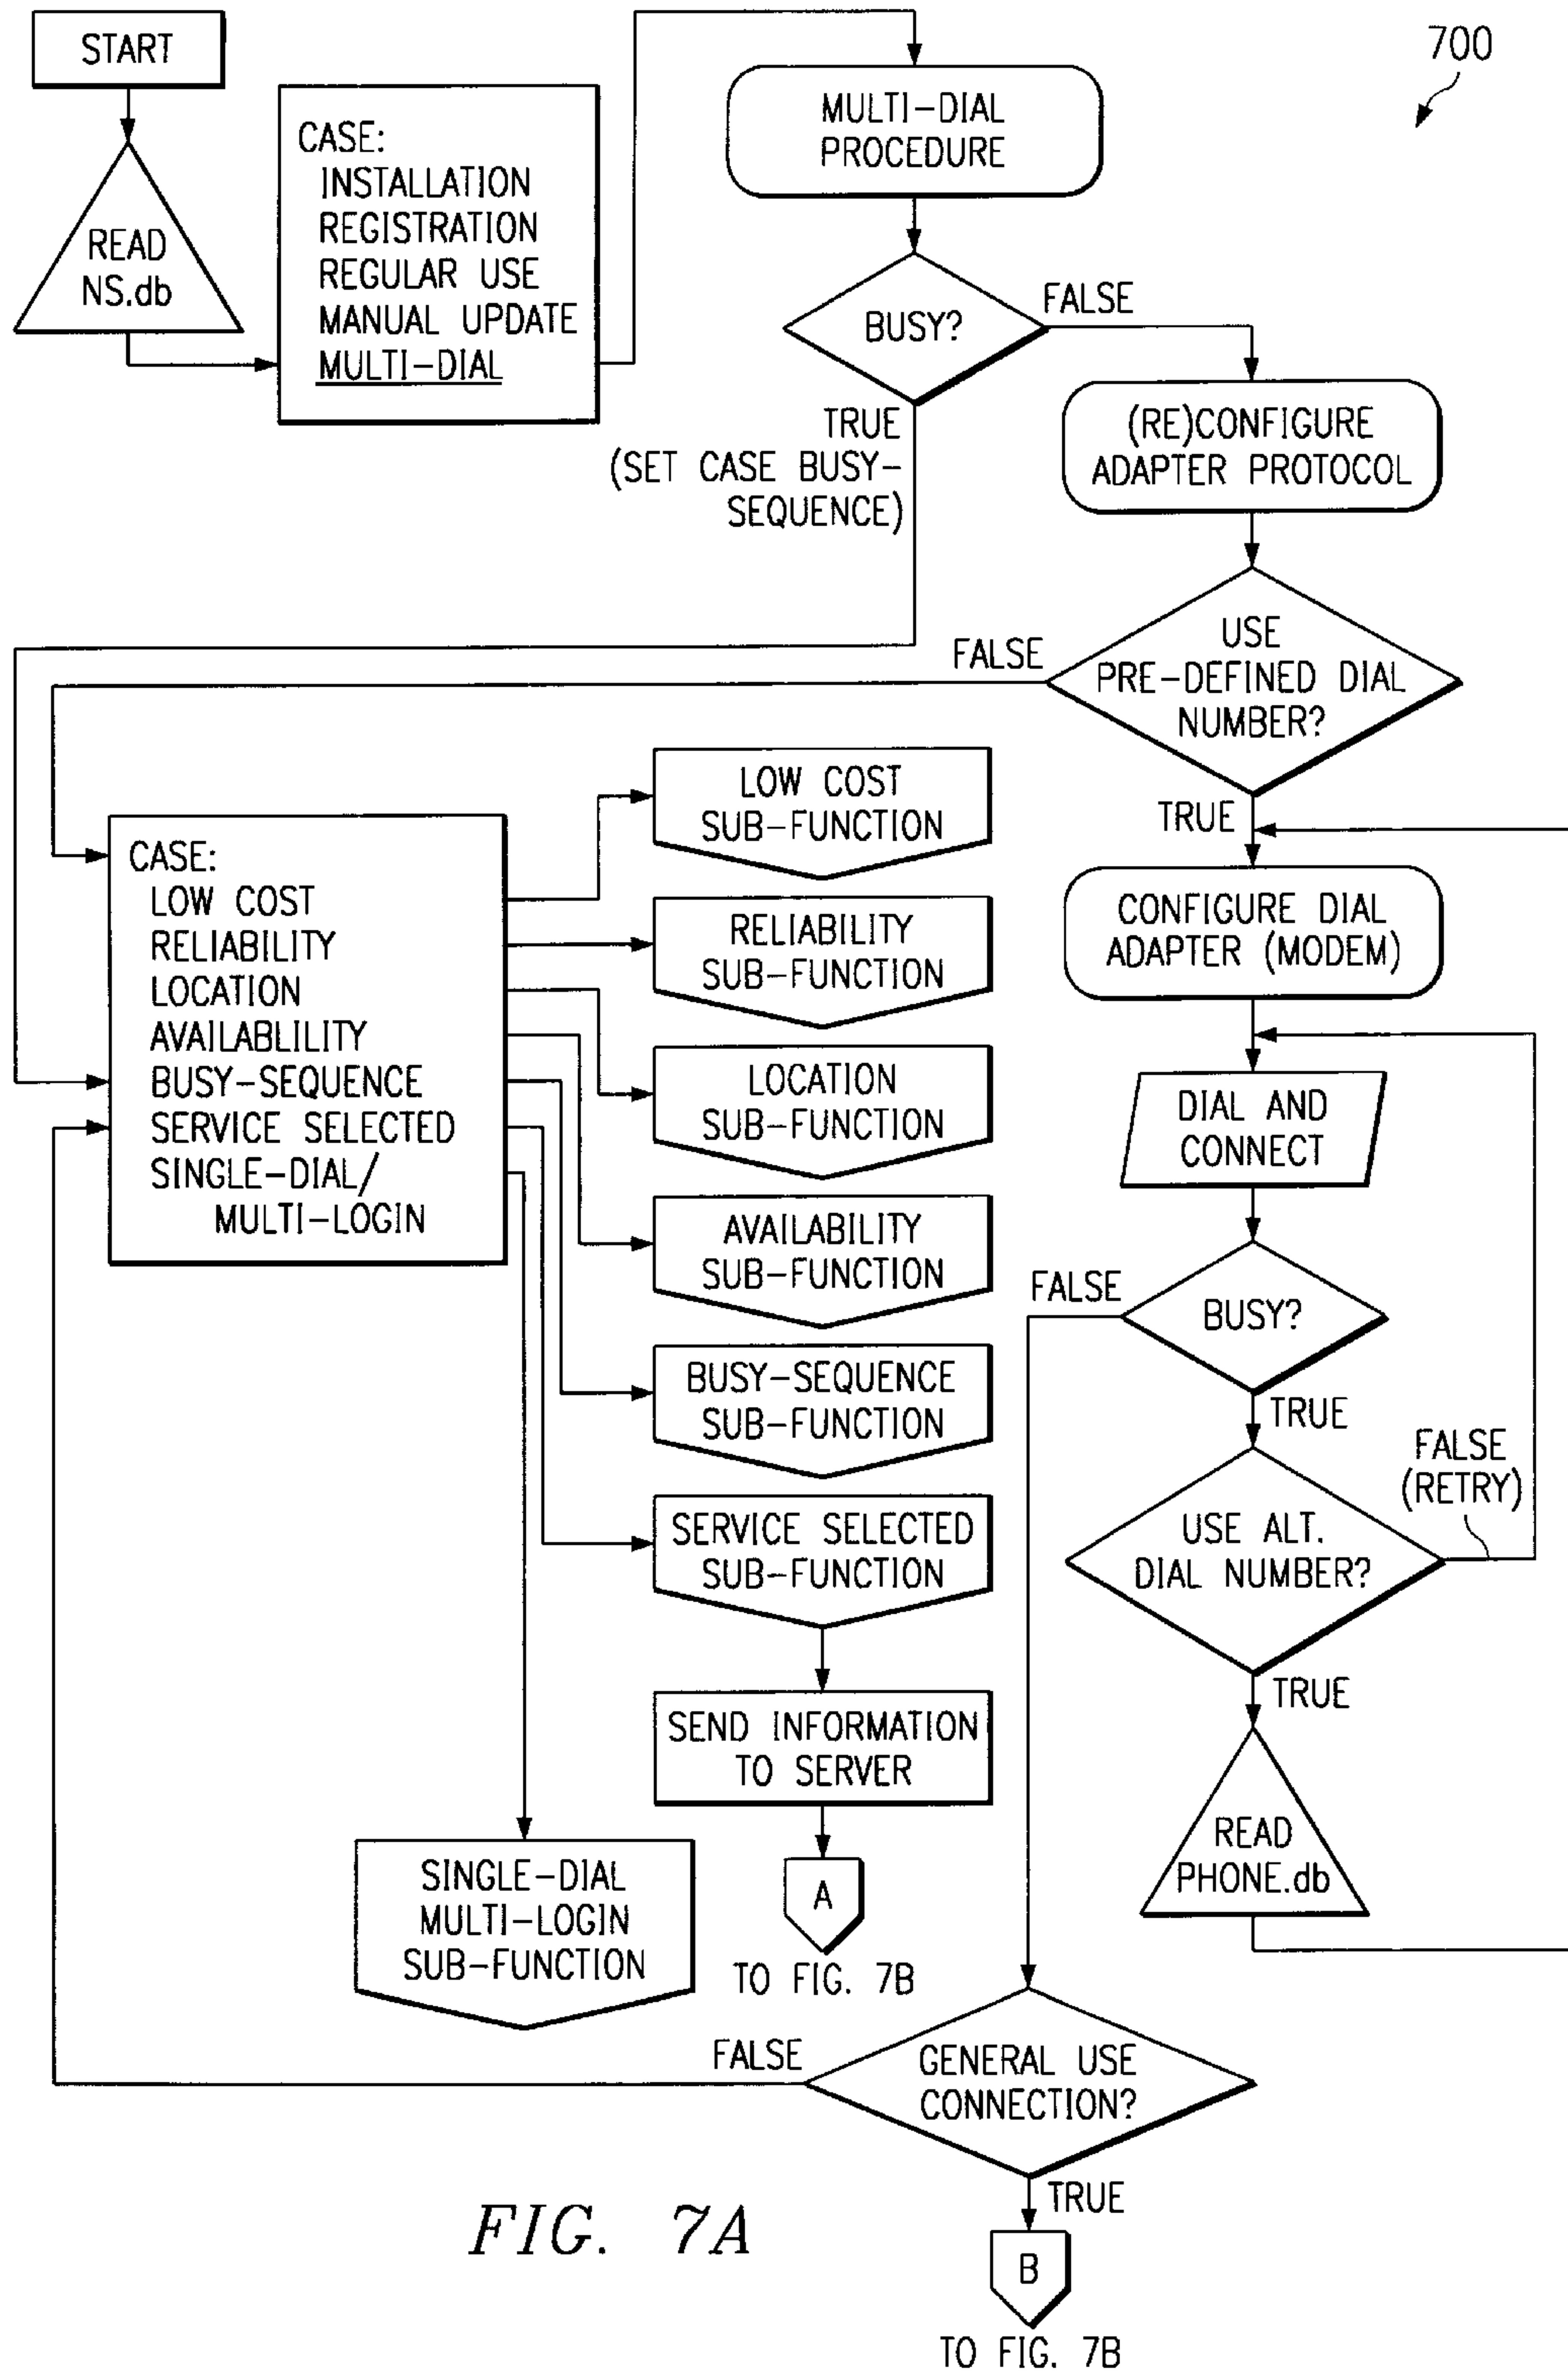 START
700
READ
NS.db
CASE:
INSTALLATION
REGISTRATION
REGULAR USE
MANUAL UPDATE
MULTI-DIAL
MULTI-DIAL
PROCEDURE
BUSY?
FALSE
TRUE
(SET CASE BUSY-
SEQUENCE)
(RE)CONFIGURE
ADAPTER PROTOCOL
USE
PRE-DEFINED DIAL
NUMBER?
FALSE
TRUE
CASE:
LOW COST
RELIABILITY
LOCATION
AVAILABLILITY
BUSY-SEQUENCE
SERVICE SELECTED
SINGLE-DIAL/
MULTI-LOGIN
LOW COST
SUB-FUNCTION
RELIABILITY
SUB-FUNCTION
LOCATION
SUB-FUNCTION
AVAILABILITY
SUB-FUNCTION
BUSY-SEQUENCE
SUB-FUNCTION
SERVICE SELECTED
SUB-FUNCTION
SEND INFORMATION
TO SERVER
A
TO FIG. 7B
SINGLE-DIAL
MULTI-LOGIN
SUB-FUNCTION
CONFIGURE DIAL
ADAPTER (MODEM)
DIAL AND
CONNECT
BUSY?
FALSE
TRUE
USE ALT.
DIAL NUMBER?
FALSE
(RETRY)
TRUE
READ
PHONE.db
GENERAL USE
CONNECTION?
FALSE
TRUE
B
TO FIG. 7B
FIG. 7A